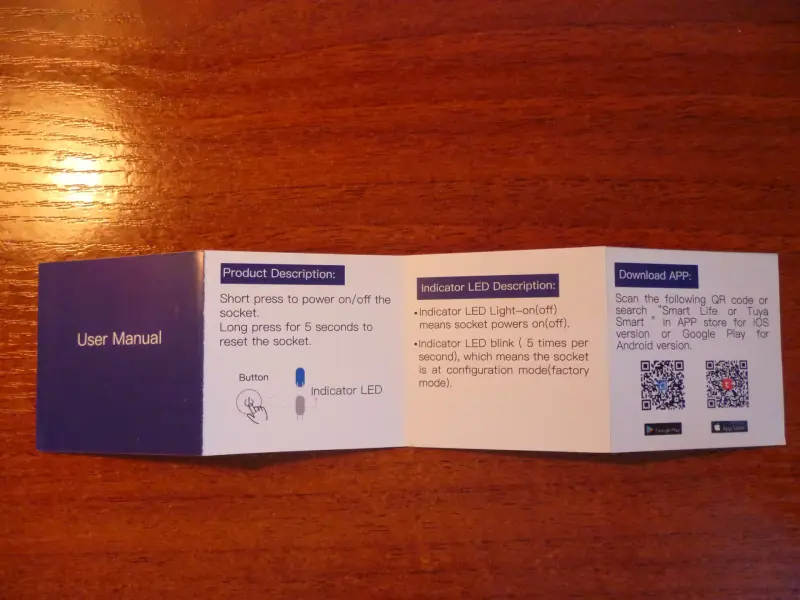 User Manual
Product Description:
Short press to power on/off the
socket.
Long press for 5 seconds to
reset the socket.
Button
Indicator LED
Indicator LED Description:
•Indicator LED Light-on(off)
means socket powers on(off).
•Indicator LED blink ( 5 times per
second), which means the socket
is at configuration mode(factory
mode).
Download APP:
Scan the following QR code or
search "Smart Life or Tuya
Smart " in APP store for iOS
version or Google Play for
Android version.
Google Play
App Store